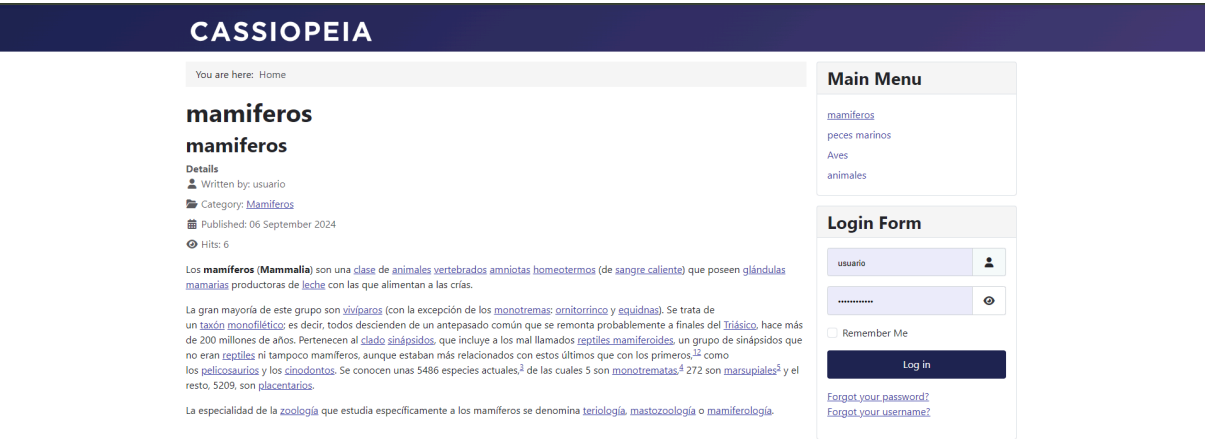 CASSIOPEIA
You are here: Home
mamiferos
mamiferos
Details
Written by: usuario
Category: Mamiferos
Published: 06 September 2024
Hits: 6
Los mamíferos (Mammalia) son una clase de animales vertebrados amniotas homeotermos (de sangre caliente) que poseen glándulas
mamarias productoras de leche con las que alimentan a las crías.
La gran mayoría de este grupo son vivíparos (con la excepción de los monotremas: ornitorrinco y equidnas). Se trata de
un taxón monofilético; es decir, todos descienden de un antepasado común que se remonta probablemente a finales del Triásico, hace más
de 200 millones de años. Pertenecen al clado sinápsidos, que incluye a los mal llamados reptiles mamiferoides, un grupo de sinápsidos que
no eran reptiles ni tampoco mamíferos, aunque estaban más relacionados con estos últimos que con los primeros,12 como
los pelicosaurios y los cinodontos. Se conocen unas 5486 especies actuales,3 de las cuales 5 son monotrematas,4 272 son marsupiales5 y el
resto, 5209, son placentarios.
La especialidad de la zoología que estudia específicamente a los mamíferos se denomina teriología, mastozoología o mamiferología.
Main Menu
mamiferos
peces marinos
Aves
animales
Login Form
usuario
••••••••••••
Remember Me
Log in
Forgot your password?
Forgot your username?